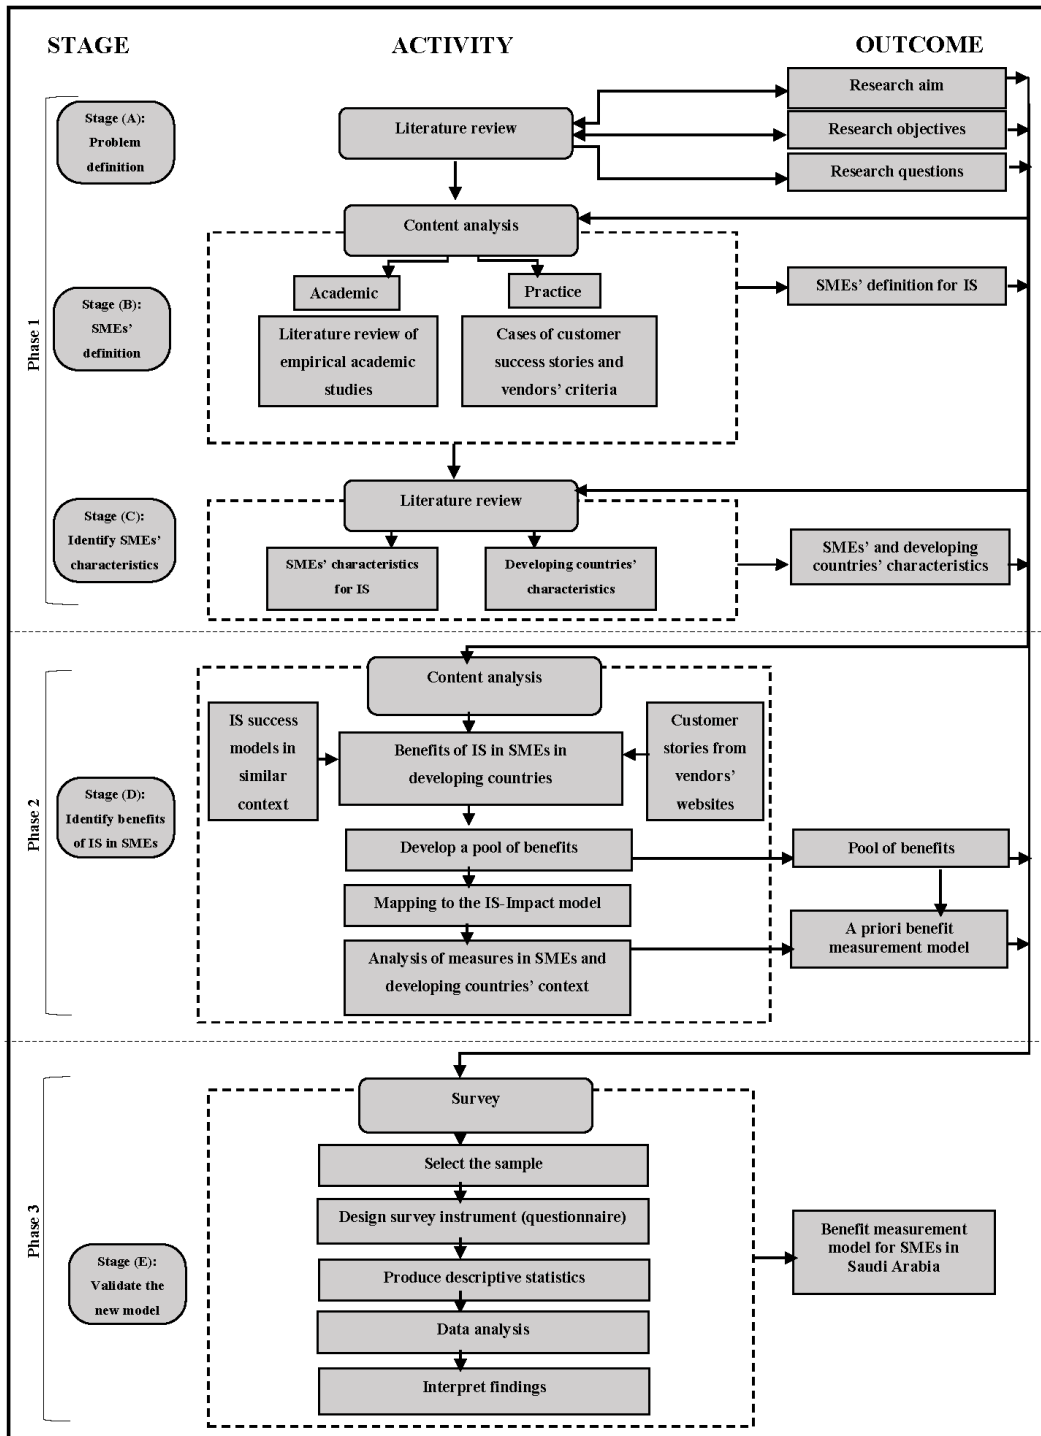 STAGE
ACTIVITY
OUTCOME
Phase 1
Stage (A):
Problem
definition
Literature review
Research aim
Research objectives
Research questions
Content analysis
Stage (B):
SMEs’
definition
Academic
Practice
Literature review of
empirical academic
studies
Cases of customer
success stories and
vendors’ criteria
SMEs’ definition for IS
Stage (C):
Identify SMEs’
characteristics
Literature review
SMEs’ characteristics
for IS
Developing countries’
characteristics
SMEs’ and developing
countries’ characteristics
Phase 2
Stage (D):
Identify benefits
of IS in SMEs
Content analysis
IS success
models in
similar
context
Benefits of IS in SMEs in
developing countries
Customer
stories from
vendors’
websites
Develop a pool of benefits
Mapping to the IS-Impact model
Analysis of measures in SMEs and
developing countries’ context
Pool of benefits
A priori benefit
measurement model
Phase 3
Stage (E):
Validate the
new model
Survey
Select the sample
Design survey instrument (questionnaire)
Produce descriptive statistics
Data analysis
Interpret findings
Benefit measurement
model for SMEs in
Saudi Arabia